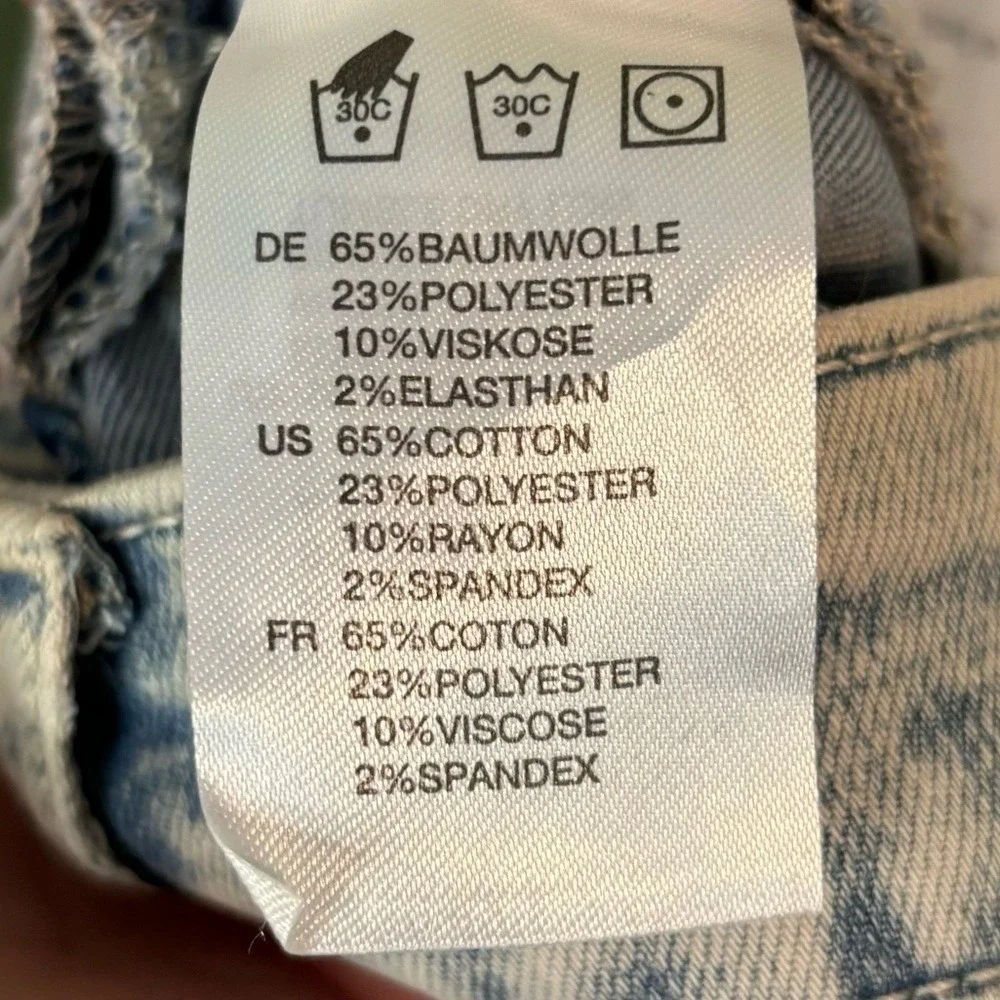 30C 30C
DE 65%BAUMWOLLE
23%POLYESTER
10%VISKOSE
2%ELASTHAN
US 65%COTTON
23%POLYESTER
10%RAYON
2%SPANDEX
FR 65%COTON
23%POLYESTER
10%VISCOSE
2%SPANDEX